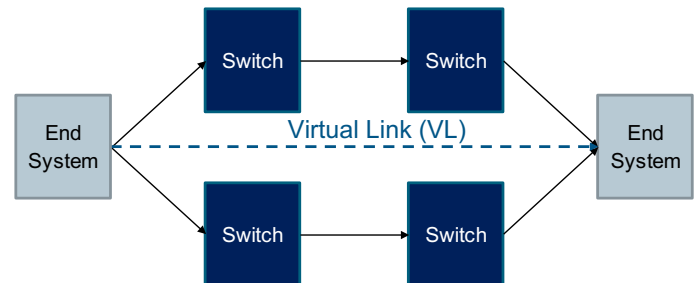 Switch
Switch
End
System
Virtual Link (VL)
End
System
Switch
Switch